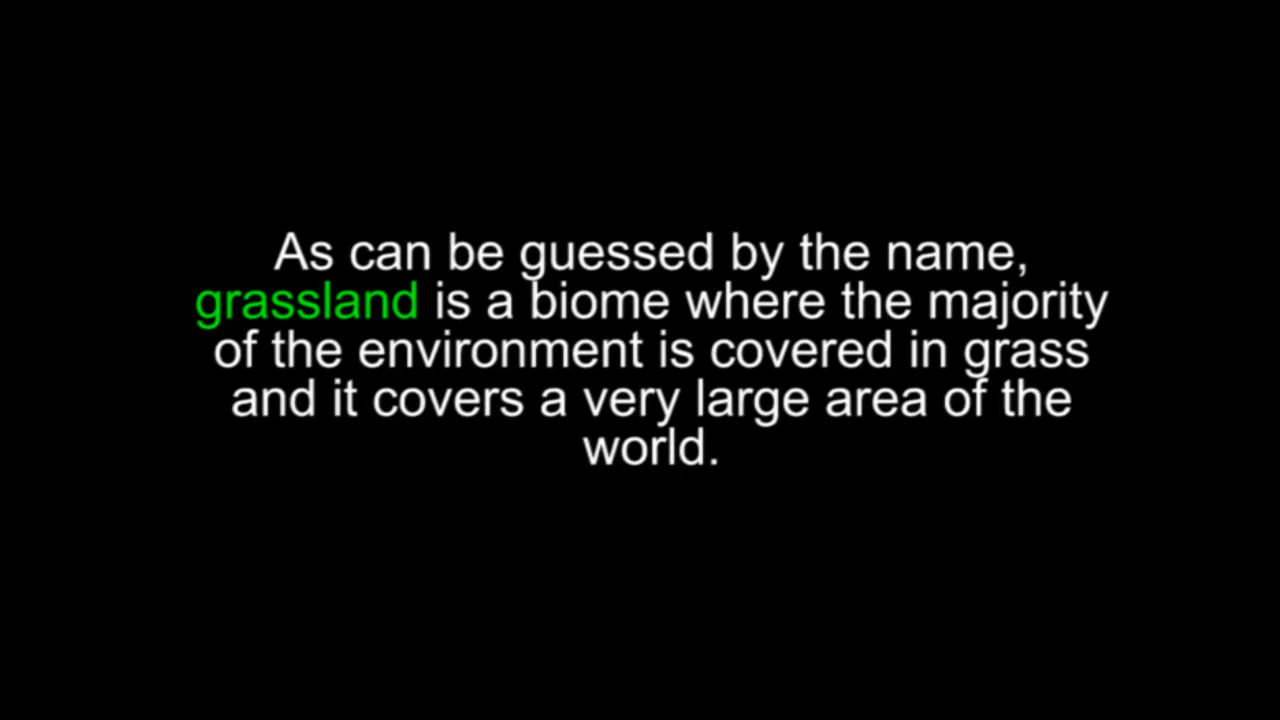 As can be guessed by the name,
grassland is a biome where the majority
of the environment is covered in grass
and it covers a very large area of the
world.